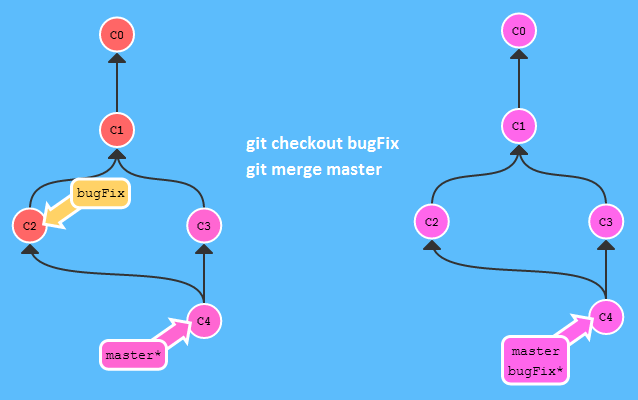 C0
C1
bugFix
C2
C3
C4
master*
git checkout bugFix
git merge master
C0
C1
C2
C3
C4
master
bugFix*